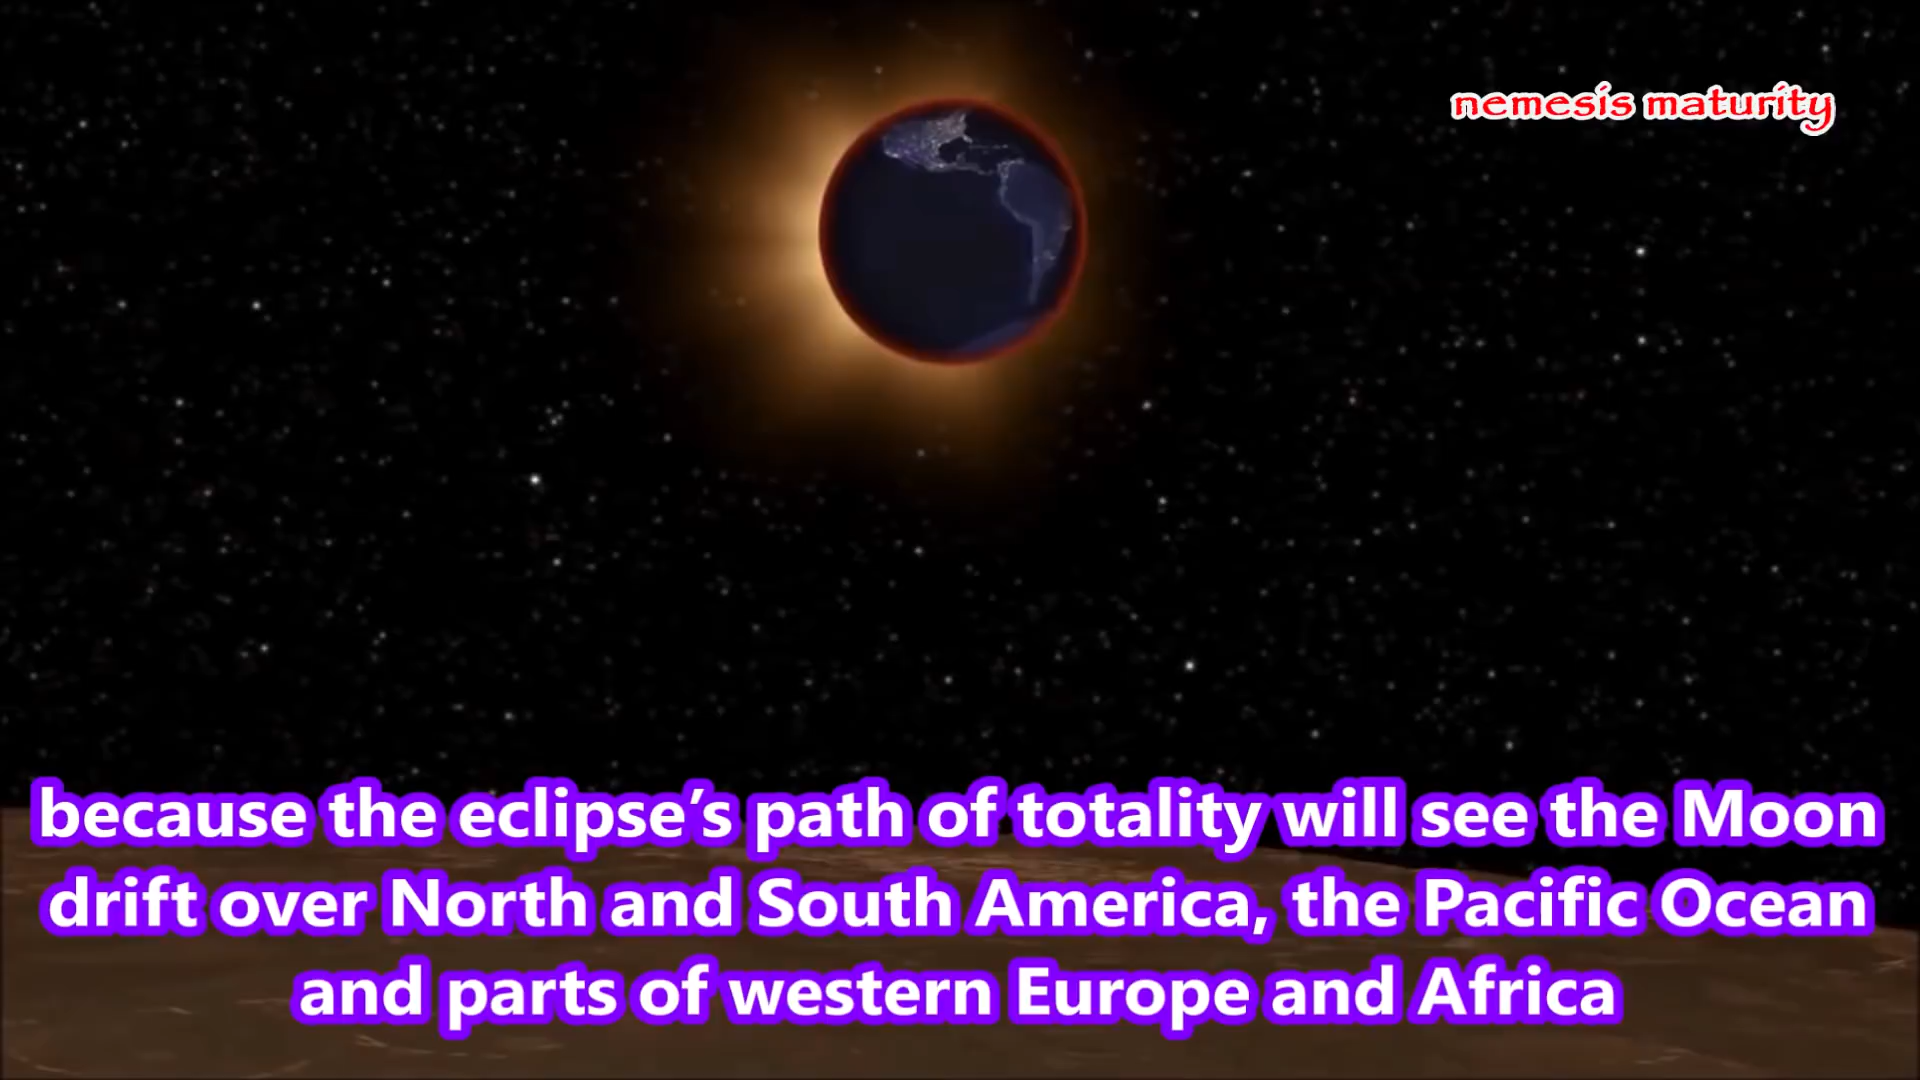 nemesis maturity
because the eclipse’s path of totality will see the Moon
drift over North and South America, the Pacific Ocean
and parts of western Europe and Africa